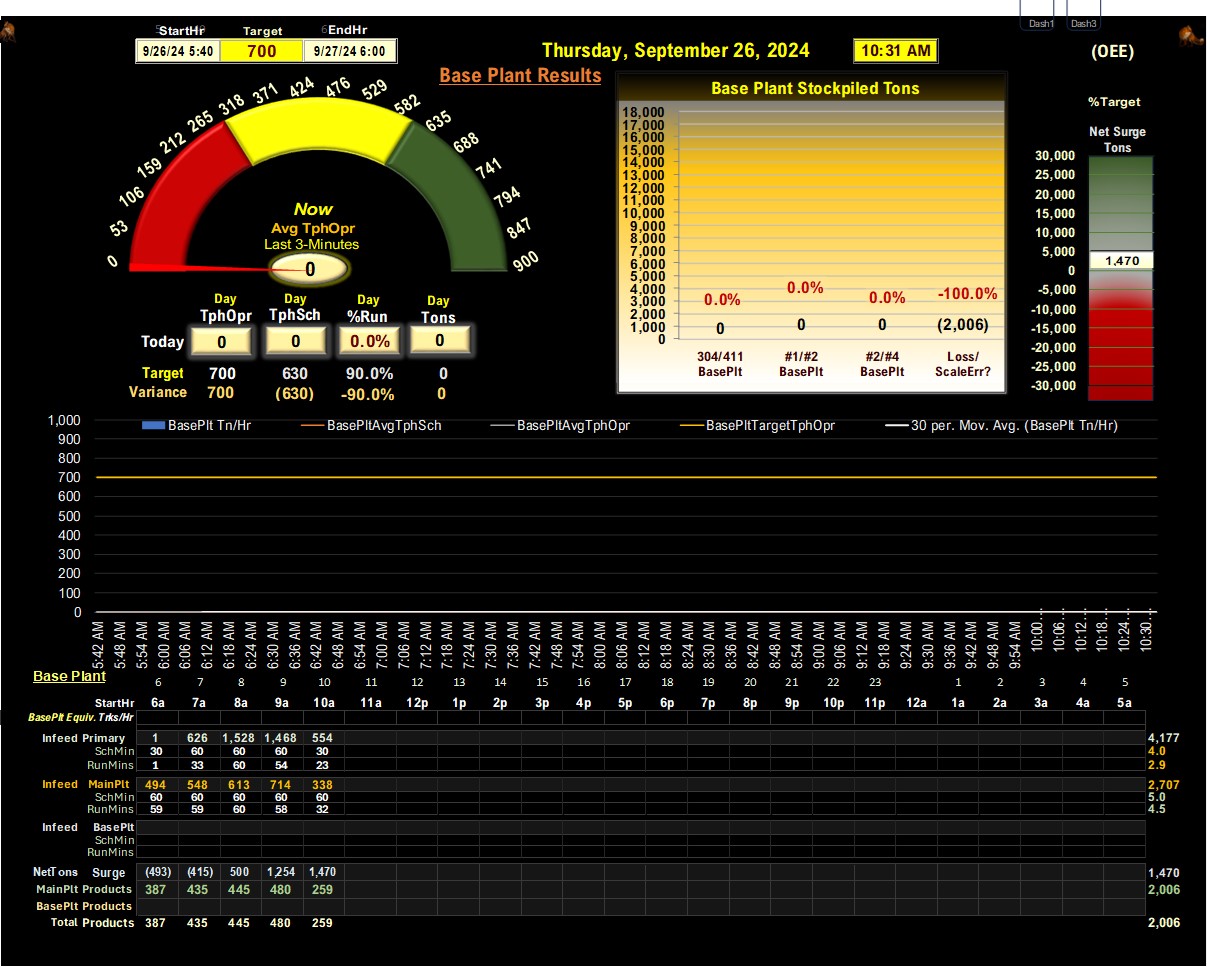 Dash1 Dash3
StartHr Target EndHr
9/26/24 5:40 700 9/27/24 6:00
Thursday, September 26, 2024 10:31 AM (OEE)
Base Plant Results
0 53 106 159 212 265 318 371 424 476 529 582 635 688 741 794 847 900
Now
Avg TphOpr
Last 3-Minutes
0
Day Day Day Day
TphOpr TphSch %Run Tons
Today 0 0 0.0% 0
Target 700 630 90.0% 0
Variance 700 (630) -90.0% 0
Base Plant Stockpiled Tons
18,000
17,000
16,000
15,000
14,000
13,000
12,000
11,000
10,000
9,000
8,000
7,000
6,000
5,000
4,000
3,000
2,000
1,000
0
0.0% 0.0% 0.0% -100.0%
0 0 0 (2,006)
304/411 #1/#2 #2/#4 Loss/
BasePlt BasePlt BasePlt ScaleErr?
%Target
Net Surge
Tons
30,000
25,000
20,000
15,000
10,000
5,000
1,470
0
-5,000
-10,000
-15,000
-20,000
-25,000
-30,000
BasePlt Tn/Hr BasePltAvgTphSch BasePltAvgTphOpr BasePltTargetTphOpr 30 per. Mov. Avg. (BasePlt Tn/Hr)
1,000
900
800
700
600
500
400
300
200
100
0
5:42 AM 5:48 AM 5:54 AM 6:00 AM 6:06 AM 6:12 AM 6:18 AM 6:24 AM 6:30 AM 6:36 AM 6:42 AM 6:48 AM 6:54 AM 7:00 AM 7:06 AM 7:12 AM 7:18 AM 7:24 AM 7:30 AM 7:36 AM 7:42 AM 7:48 AM 7:54 AM 8:00 AM 8:06 AM 8:12 AM 8:18 AM 8:24 AM 8:30 AM 8:36 AM 8:42 AM 8:48 AM 8:54 AM 9:00 AM 9:06 AM 9:12 AM 9:18 AM 9:24 AM 9:30 AM 9:36 AM 9:42 AM 9:48 AM 9:54 AM 10:00... 10:06... 10:12... 10:18... 10:24... 10:30...
Base Plant
6 7 8 9 10 11 12 13 14 15 16 17 18 19 20 21 22 23 1 2 3 4 5
StartHr 6a 7a 8a 9a 10a 11a 12p 1p 2p 3p 4p 5p 6p 7p 8p 9p 10p 11p 12a 1a 2a 3a 4a 5a
BasePlt Equiv. Trks/Hr
Infeed Primary 1 626 1,528 1,468 554 4,177
SchMin 30 60 60 60 30 4.0
RunMins 1 33 60 54 23 2.9
Infeed MainPlt 494 548 613 714 338 2,707
SchMin 60 60 60 60 60 5.0
RunMins 59 59 60 58 32 4.5
Infeed BasePlt
SchMin
RunMins
NetTons Surge (493) (415) 500 1,254 1,470 1,470
MainPlt Products 387 435 445 480 259 2,006
BasePlt Products
Total Products 387 435 445 480 259 2,006